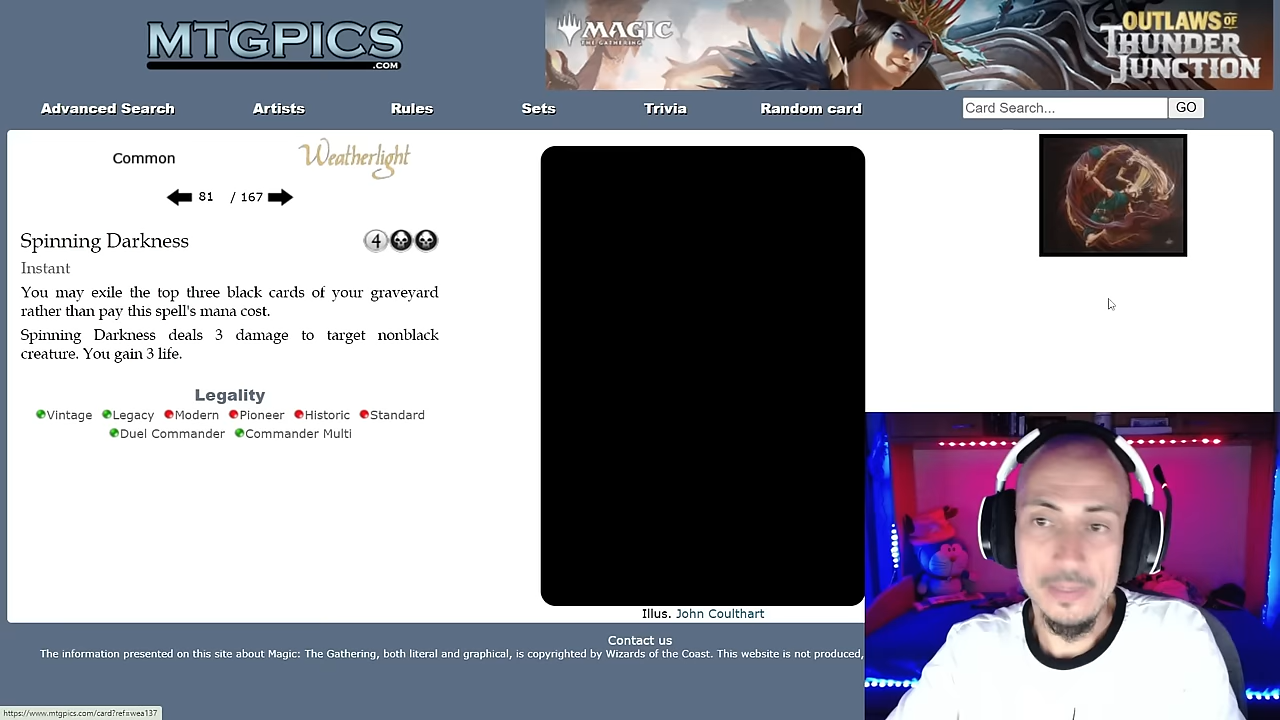 MTGPICS
.COM
MAGIC
THE GATHERING
OUTLAWS OF
THUNDER
JUNCTION
Advanced Search
Artists
Rules
Sets
Trivia
Random card
Card Search...
GO
Common
Weatherlight
81 / 167
Spinning Darkness
4
Instant
You may exile the top three black cards of your graveyard
rather than pay this spell's mana cost.
Spinning Darkness deals 3 damage to target nonblack
creature. You gain 3 life.
Legality
Vintage Legacy Modern Pioneer Historic Standard
Duel Commander Commander Multi
Illus. John Coulthart
Contact us
The information presented on this site about Magic: The Gathering, both literal and graphical, is copyrighted by Wizards of the Coast. This website is not produced,
https://www.mtgpics.com/card?ref=wea137